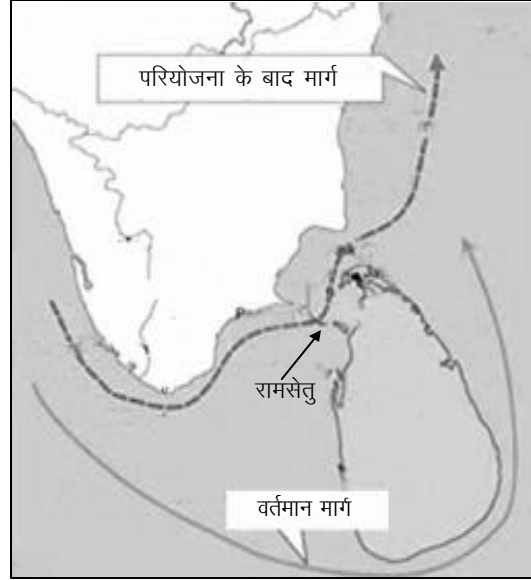 परियोजना के बाद मार्ग
रामसेतु
वर्तमान मार्ग